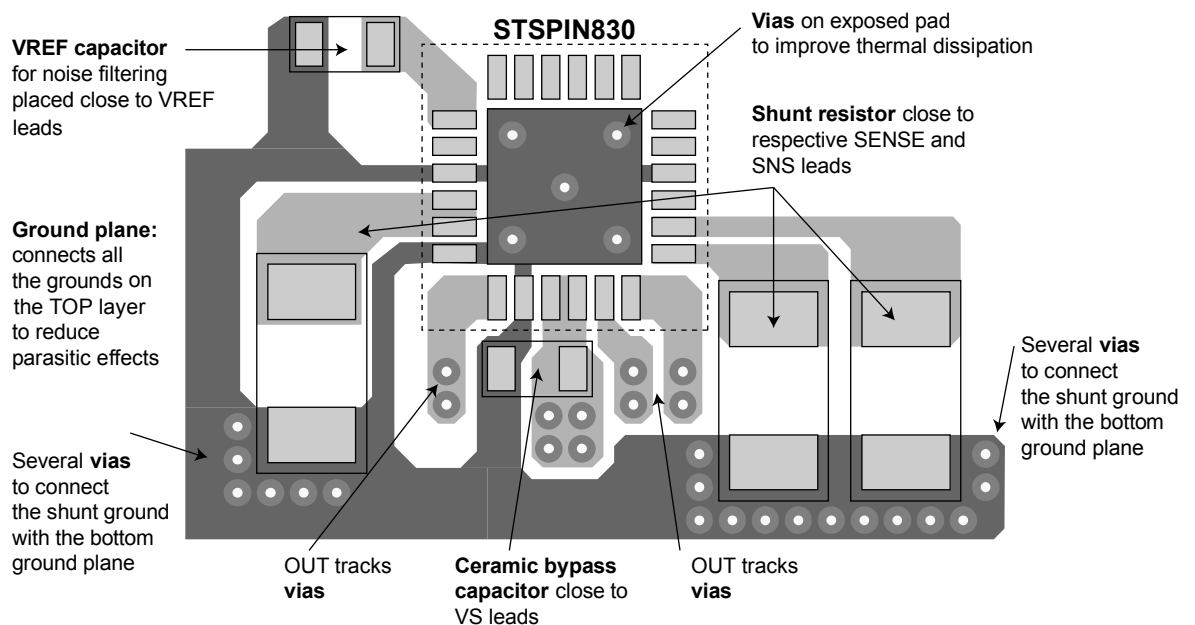 STSPIN830
VREF capacitor
for noise filtering
placed close to VREF
leads
Vias on exposed pad
to improve thermal dissipation
Shunt resistor close to
respective SENSE and
SNS leads
Ground plane:
connects all
the grounds on
the TOP layer
to reduce
parasitic effects
Several vias
to connect
the shunt ground
with the bottom
ground plane
Several vias
to connect
the shunt ground
with the bottom
ground plane
OUT tracks
vias
Ceramic bypass
capacitor close to
VS leads
OUT tracks
vias